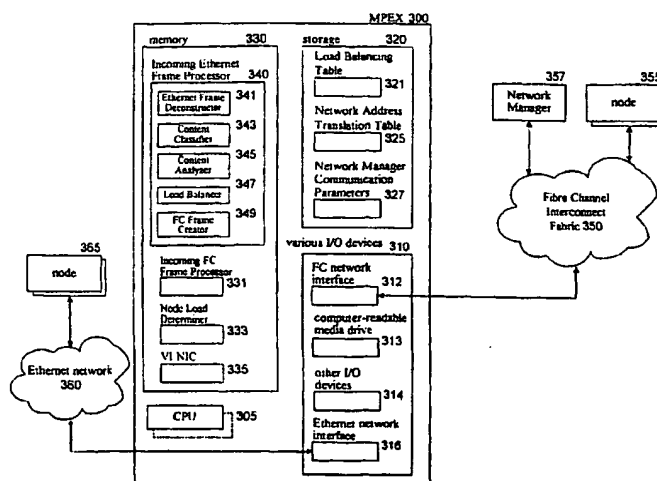 MPEX 300
memory 330
Incoming Ethernet
Frame Processor 340
Ethernet Frame
Deconstructor
341
Content
Classifier
343
Content
Analyzer
345
Load Balancer
347
FC Frame
Creator
349
Incoming FC
Frame Processor
331
Node Load
Determiner
333
VI NIC
335
CPU
305
storage 320
Load Balancing
Table
321
Network Address
Translation Table
325
Network Manager
Communication
Parameters
327
various I/O devices 310
FC network
interface 312
computer-readable
media drive
313
other I/O
devices 314
Ethernet network
interface
316
357
Network
Manager
355
node
Fibre Channel
Interconnect
Fabric 350
365
node
Ethernet network
360